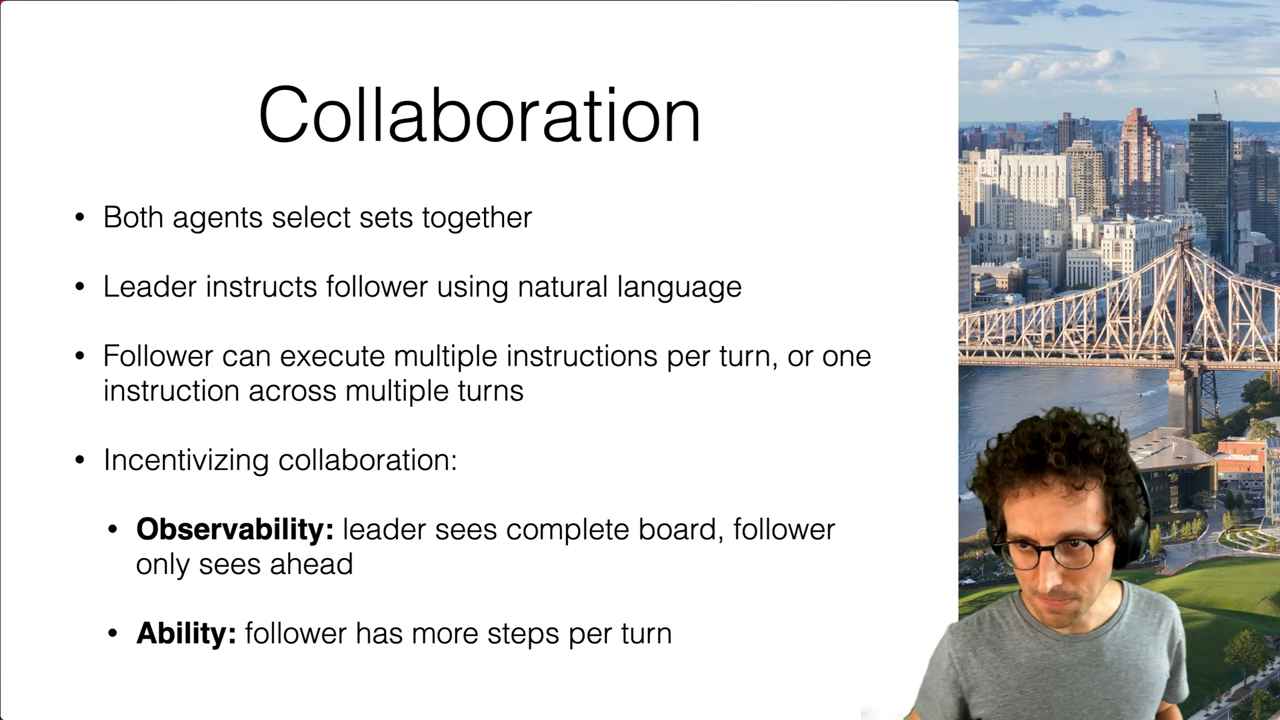 Collaboration
• Both agents select sets together
• Leader instructs follower using natural language
• Follower can execute multiple instructions per turn, or one
instruction across multiple turns
• Incentivizing collaboration:
• Observability: leader sees complete board, follower
only sees ahead
• Ability: follower has more steps per turn